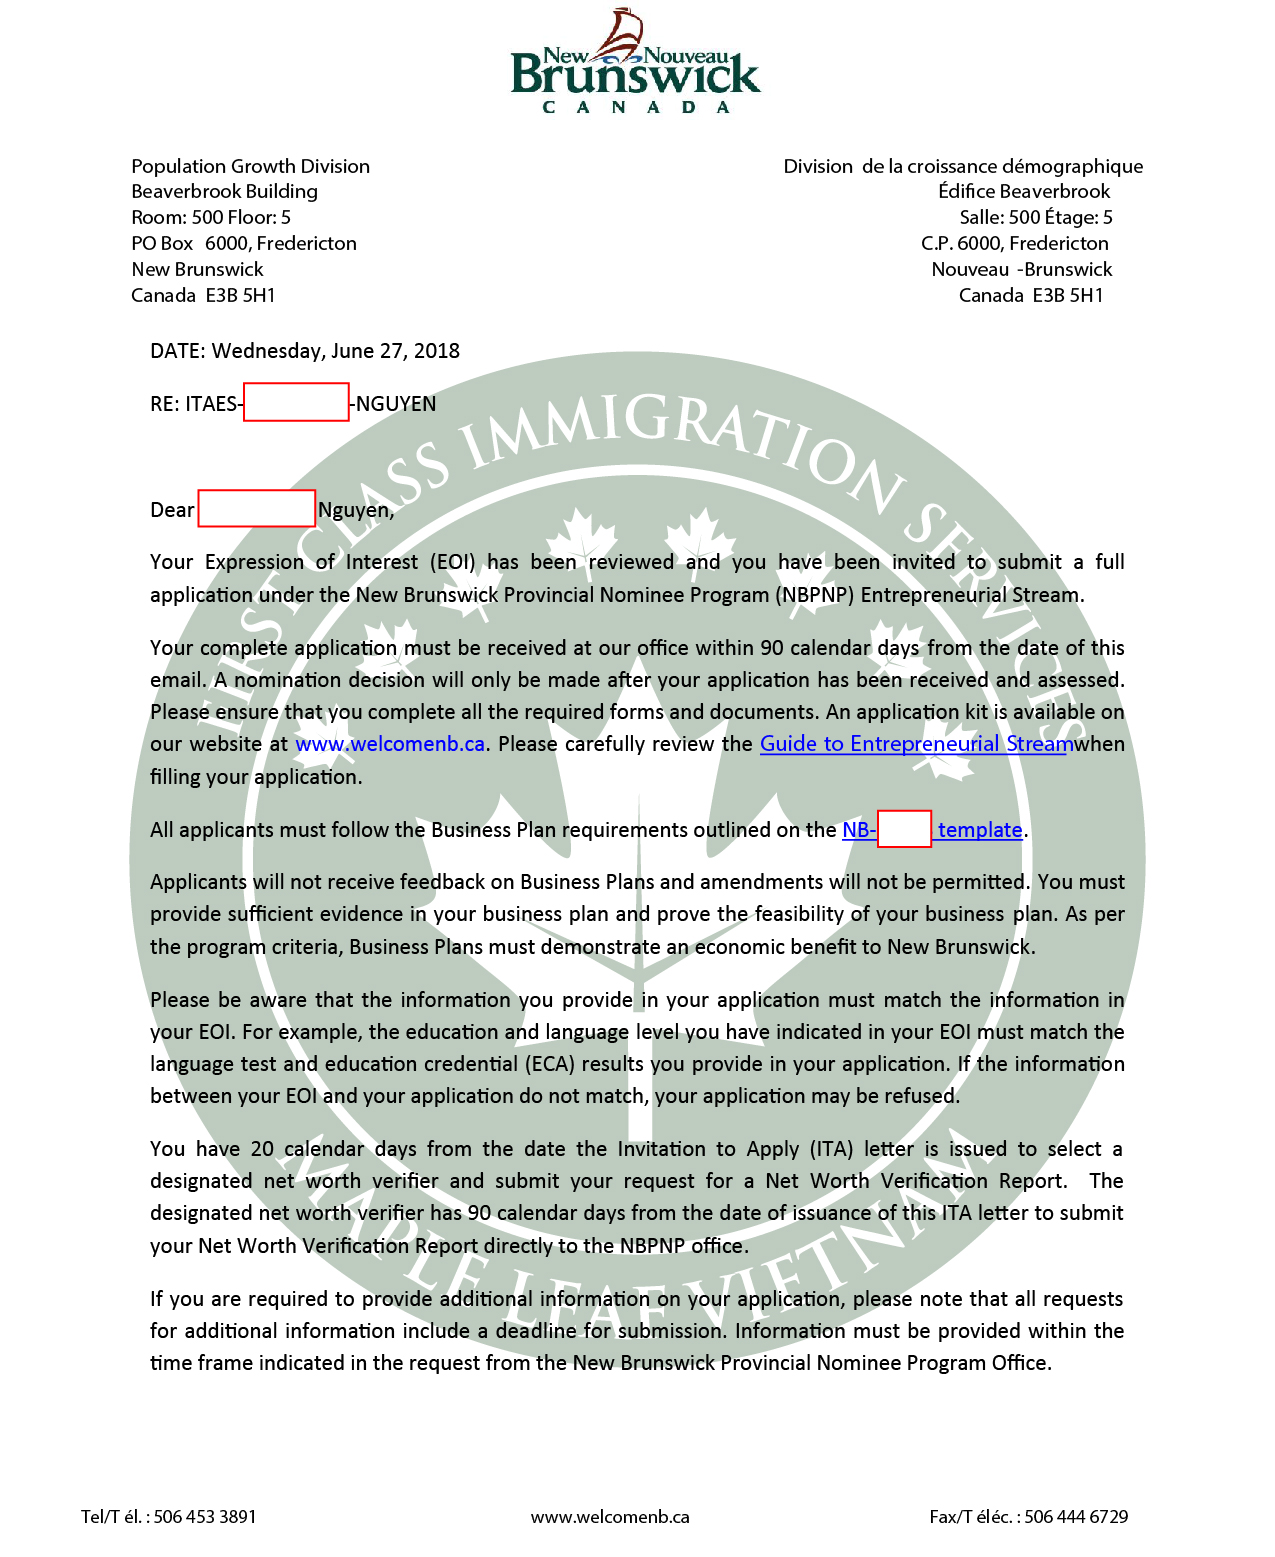 New Nouveau
Brunswick
CANADA
Population Growth Division
Beaverbrook Building
Room: 500 Floor: 5
PO Box 6000, Fredericton
New Brunswick
Canada E3B 5H1
Division de la croissance démographique
Édifice Beaverbrook
Salle: 500 Étage: 5
C.P. 6000, Fredericton
Nouveau -Brunswick
Canada E3B 5H1
DATE: Wednesday, June 27, 2018
RE: ITAES- -NGUYEN
Dear Nguyen,
Your Expression of Interest (EOI) has been reviewed and you have been invited to submit a full
application under the New Brunswick Provincial Nominee Program (NBPNP) Entrepreneurial Stream.
Your complete application must be received at our office within 90 calendar days from the date of this
email. A nomination decision will only be made after your application has been received and assessed.
Please ensure that you complete all the required forms and documents. An application kit is available on
our website at www.welcomenb.ca. Please carefully review the Guide to Entrepreneurial Streamwhen
filling your application.
All applicants must follow the Business Plan requirements outlined on the NB- template.
Applicants will not receive feedback on Business Plans and amendments will not be permitted. You must
provide sufficient evidence in your business plan and prove the feasibility of your business plan. As per
the program criteria, Business Plans must demonstrate an economic benefit to New Brunswick.
Please be aware that the information you provide in your application must match the information in
your EOI. For example, the education and language level you have indicated in your EOI must match the
language test and education credential (ECA) results you provide in your application. If the information
between your EOI and your application do not match, your application may be refused.
You have 20 calendar days from the date the Invitation to Apply (ITA) letter is issued to select a
designated net worth verifier and submit your request for a Net Worth Verification Report. The
designated net worth verifier has 90 calendar days from the date of issuance of this ITA letter to submit
your Net Worth Verification Report directly to the NBPNP office.
If you are required to provide additional information on your application, please note that all requests
for additional information include a deadline for submission. Information must be provided within the
time frame indicated in the request from the New Brunswick Provincial Nominee Program Office.
FIRST CLASS IMMIGRATION SERVICES
MAPLE LEAF VIETNAM
Tel/T él. : 506 453 3891
www.welcomenb.ca
Fax/T éléc. : 506 444 6729